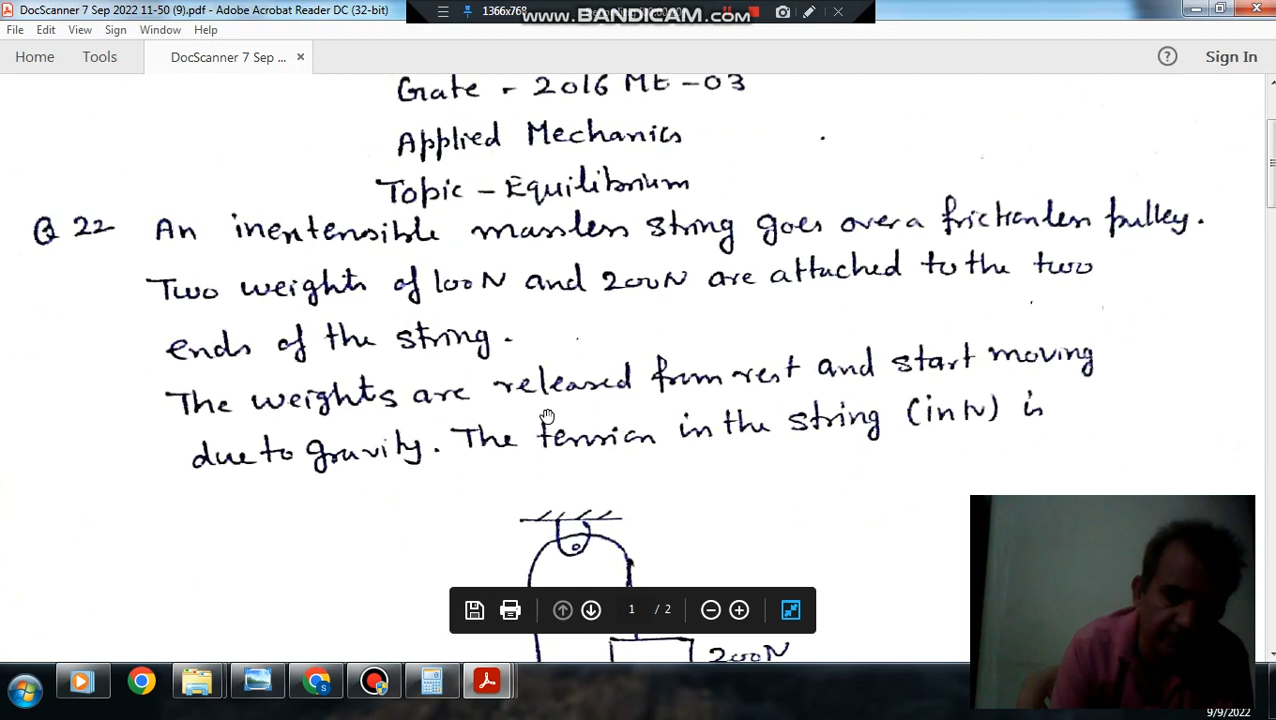 DocScanner 7 Sep 2022 11-50 (9).pdf - Adobe Acrobat Reader DC (32-bit)
1366x768
www.BANDICAM.com
File Edit View Sign Window Help
Home Tools DocScanner 7 Sep ... × Sign In
Gate - 2016 ME-03
Applied Mechanics
Topic - Equilibrium
Q 22 An inextensible massless string goes over a frictionless pulley.
Two weights of 100N and 200N are attached to the two
ends of the string.
The weights are released from rest and start moving
due to gravity. The tension in the string (in N) is
1 / 2
200N
9/9/2022